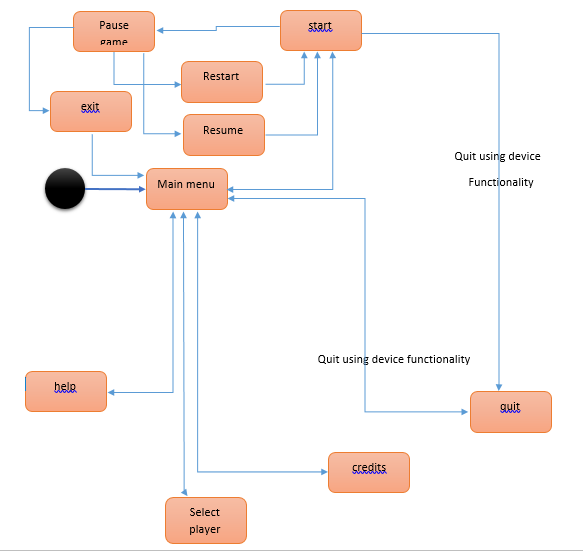 Pause
game
start
Restart
exit
Resume
Quit using device
Functionality
Main menu
Quit using device functionality
help
quit
credits
Select
player